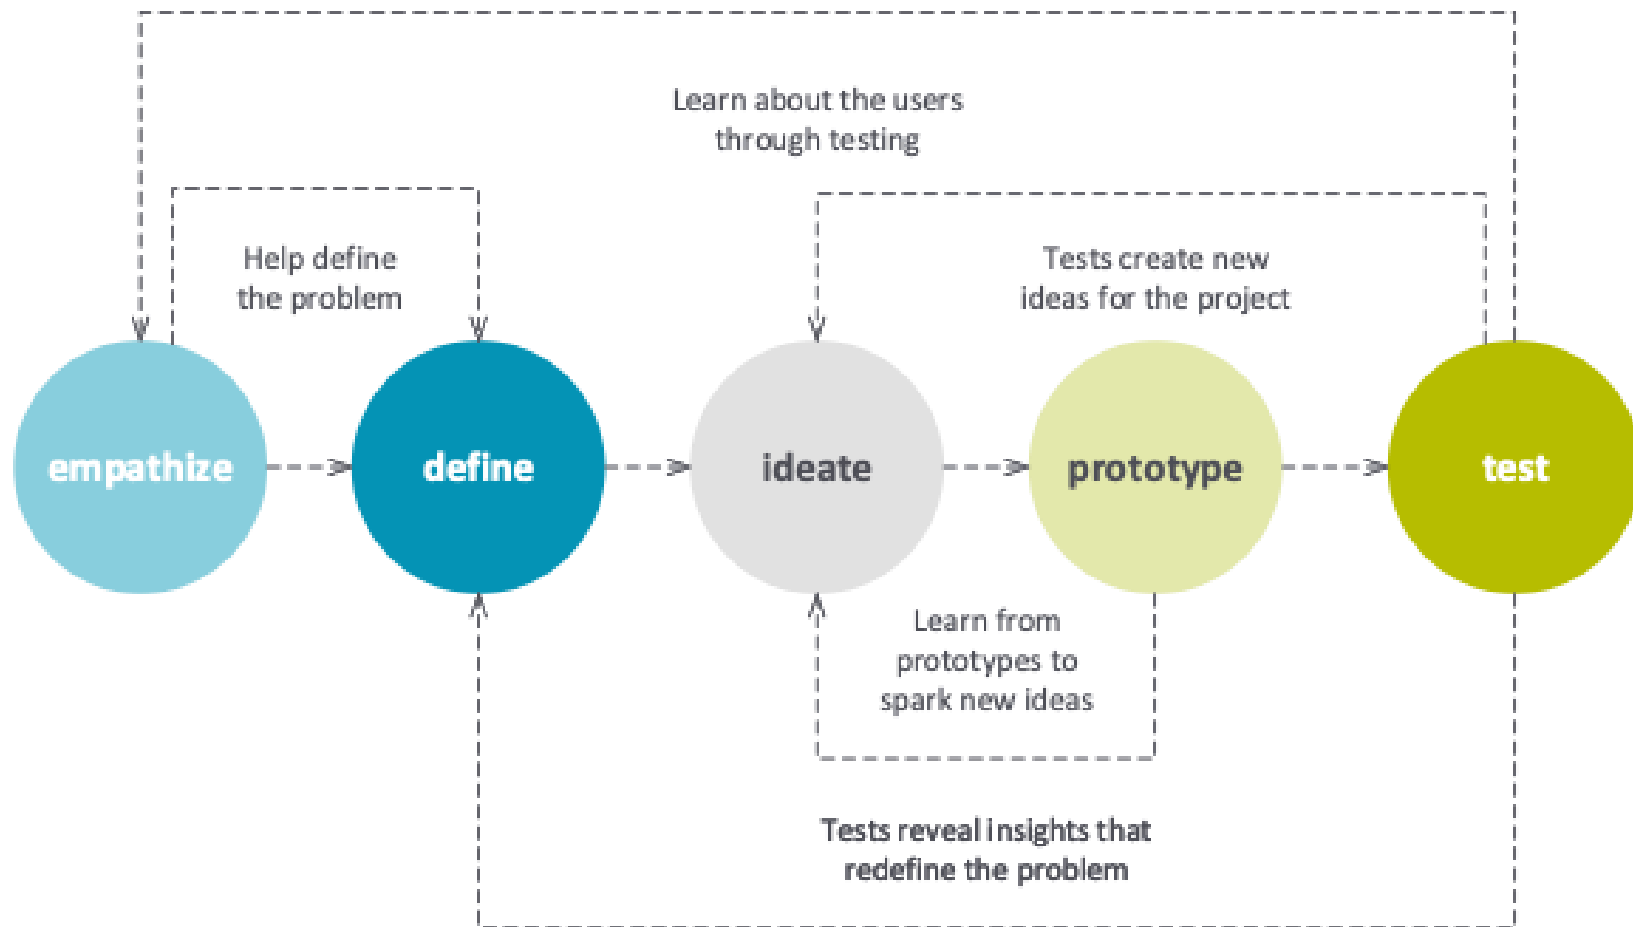 Learn about the users
through testing
Help define
the problem
Tests create new
ideas for the project
empathize
define
ideate
prototype
test
Learn from
prototypes to
spark new ideas
Tests reveal insights that
redefine the problem